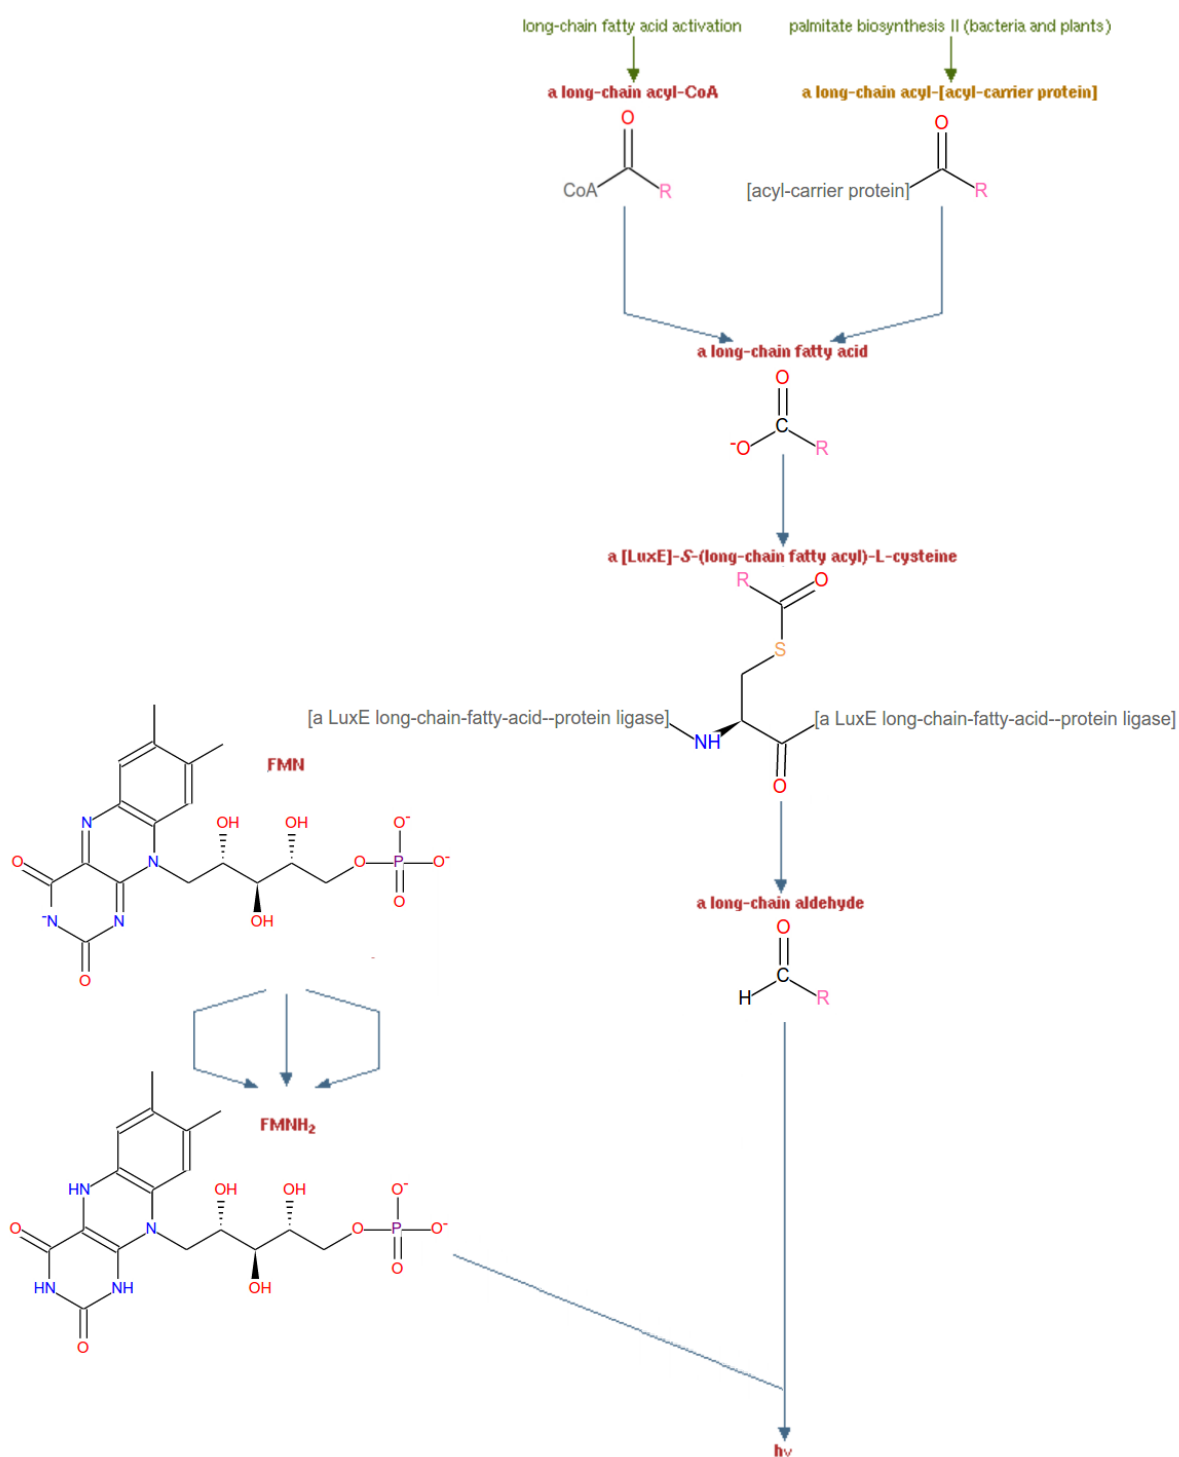 long-chain fatty acid activation
palmitate biosynthesis II (bacteria and plants)
a long-chain acyl-CoA
a long-chain acyl-[acyl-carrier protein]
O
O
CoA
R
[acyl-carrier protein]
R
a long-chain fatty acid
O
C
⁻O
R
a [LuxE]-S-(long-chain fatty acyl)-L-cysteine
R
O
S
[a LuxE long-chain-fatty-acid--protein ligase]
[a LuxE long-chain-fatty-acid--protein ligase]
NH
O
FMN
N
OH
OH
O⁻
O
N
O
P
O⁻
O
⁻N
N
OH
O
a long-chain aldehyde
O
C
H
R
FMNH₂
HN
OH
OH
O⁻
O
N
O
P
O⁻
O
HN
NH
OH
O
hν